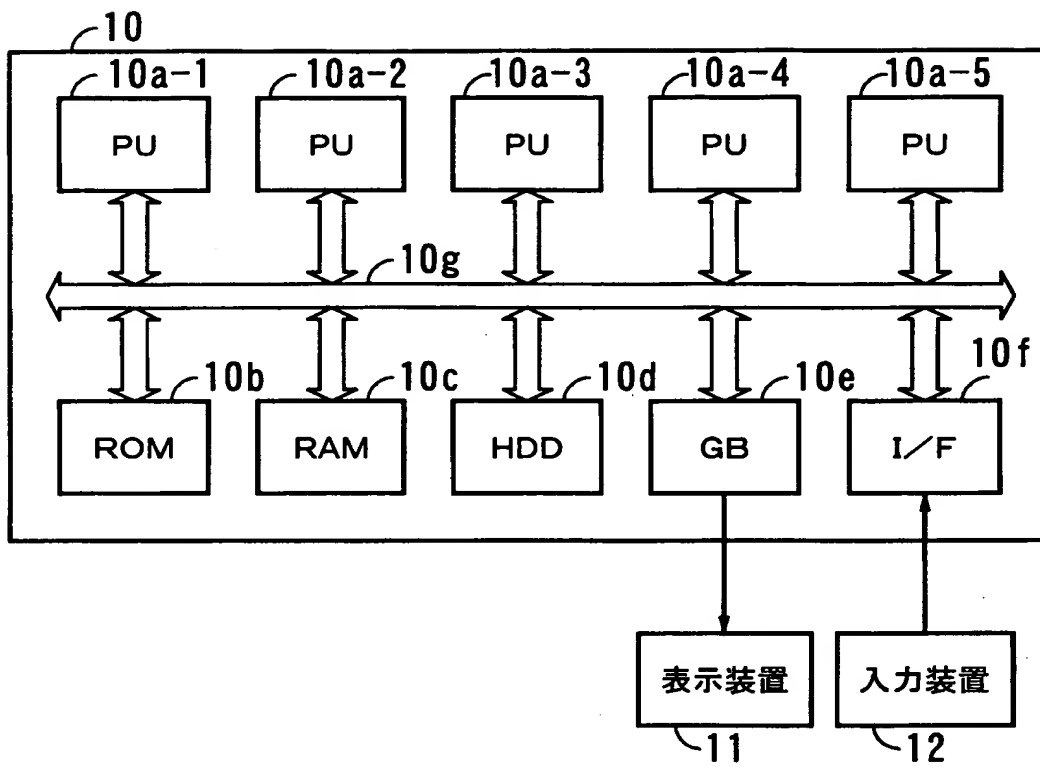 10
10a-1 10a-2 10a-3 10a-4 10a-5
PU PU PU PU PU
10g
10b 10c 10d 10e 10f
ROM RAM HDD GB I/F
表示装置 入力装置
11 12